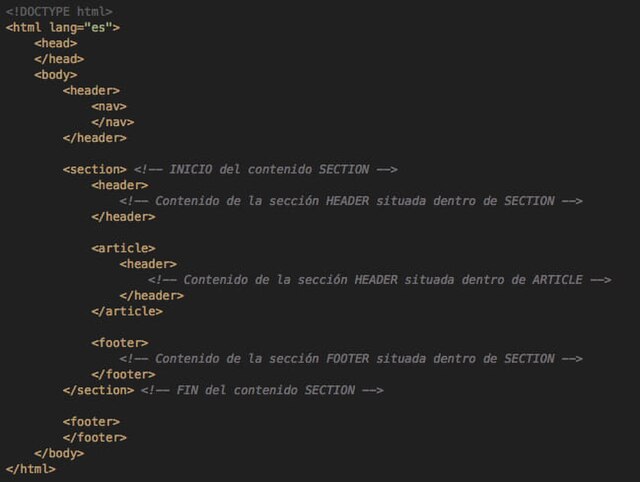 <!DOCTYPE html>
<html lang="es">
<head>
</head>
<body>
<header>
<nav>
</nav>
</header>
<section> <!-- INICIO del contenido SECTION -->
<header>
<!-- Contenido de la sección HEADER situada dentro de SECTION -->
</header>
<article>
<header>
<!-- Contenido de la sección HEADER situada dentro de ARTICLE -->
</header>
</article>
<footer>
<!-- Contenido de la sección FOOTER situada dentro de SECTION -->
</footer>
</section> <!-- FIN del contenido SECTION -->
<footer>
</footer>
</body>
</html>